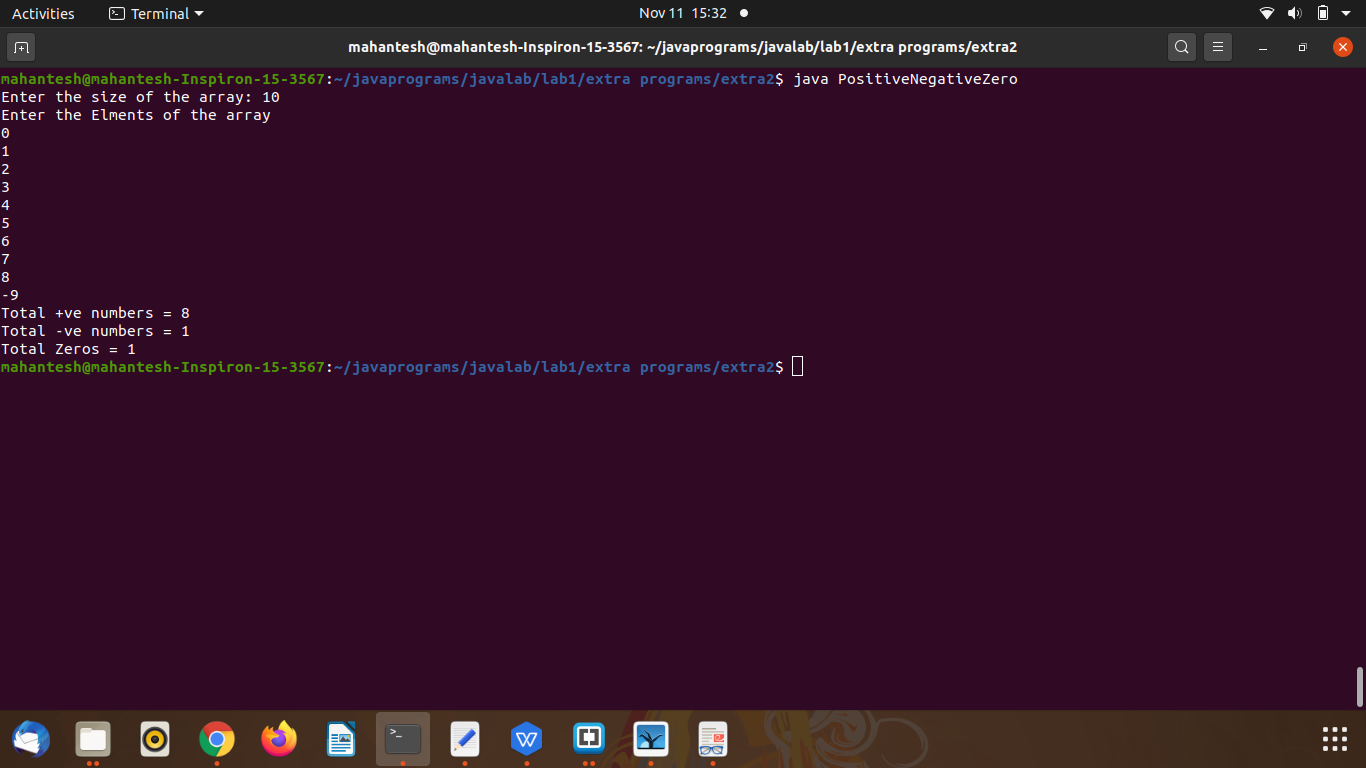 Activities Terminal Nov 11 15:32
mahantesh@mahantesh-Inspiron-15-3567: ~/javaprograms/javalab/lab1/extra programs/extra2
mahantesh@mahantesh-Inspiron-15-3567:~/javaprograms/javalab/lab1/extra programs/extra2$ java PositiveNegativeZero
Enter the size of the array: 10
Enter the Elments of the array
0
1
2
3
4
5
6
7
8
-9
Total +ve numbers = 8
Total -ve numbers = 1
Total Zeros = 1
mahantesh@mahantesh-Inspiron-15-3567:~/javaprograms/javalab/lab1/extra programs/extra2$